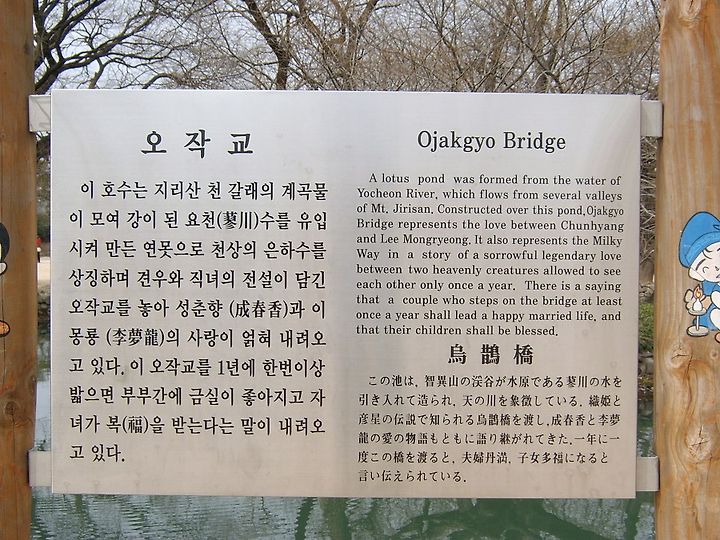 오작교
이 호수는 지리산 천 갈래의 계곡물
이 모여 강이 된 요천(蓼川)수를 유입
시켜 만든 연못으로 천상의 은하수를
상징하며 견우와 직녀의 전설이 담긴
오작교를 놓아 성춘향 (成春香)과 이
몽룡 (李夢龍)의 사랑이 얽혀 내려오
고 있다. 이 오작교를 1년에 한번이상
밟으면 부부간에 금실이 좋아지고 자
녀가 복(福)을 받는다는 말이 내려오
고 있다.
Ojakgyo Bridge
A lotus pond was formed from the water of
Yocheon River, which flows from several valleys
of Mt. Jirisan. Constructed over this pond,Ojakgyo
Bridge represents the love between Chunhyang
and Lee Mongryeong. It also represents the Milky
Way in a story of a sorrowful legendary love
between two heavenly creatures allowed to see
each other only once a year. There is a saying
that a couple who steps on the bridge at least
once a year shall lead a happy married life, and
that their children shall be blessed.
烏鵲橋
この池は, 智異山の渓谷が水原である蓼川の水を
引き入れて造られ, 天の川を象徴している. 織姫と
彦星の伝説で知られる烏鵲橋を渡し,成春香と李夢
龍の愛の物語もともに語り継がれてきた.一年に一
度この橋を渡ると, 夫婦丹満, 子女多福になると
言い伝えられている.